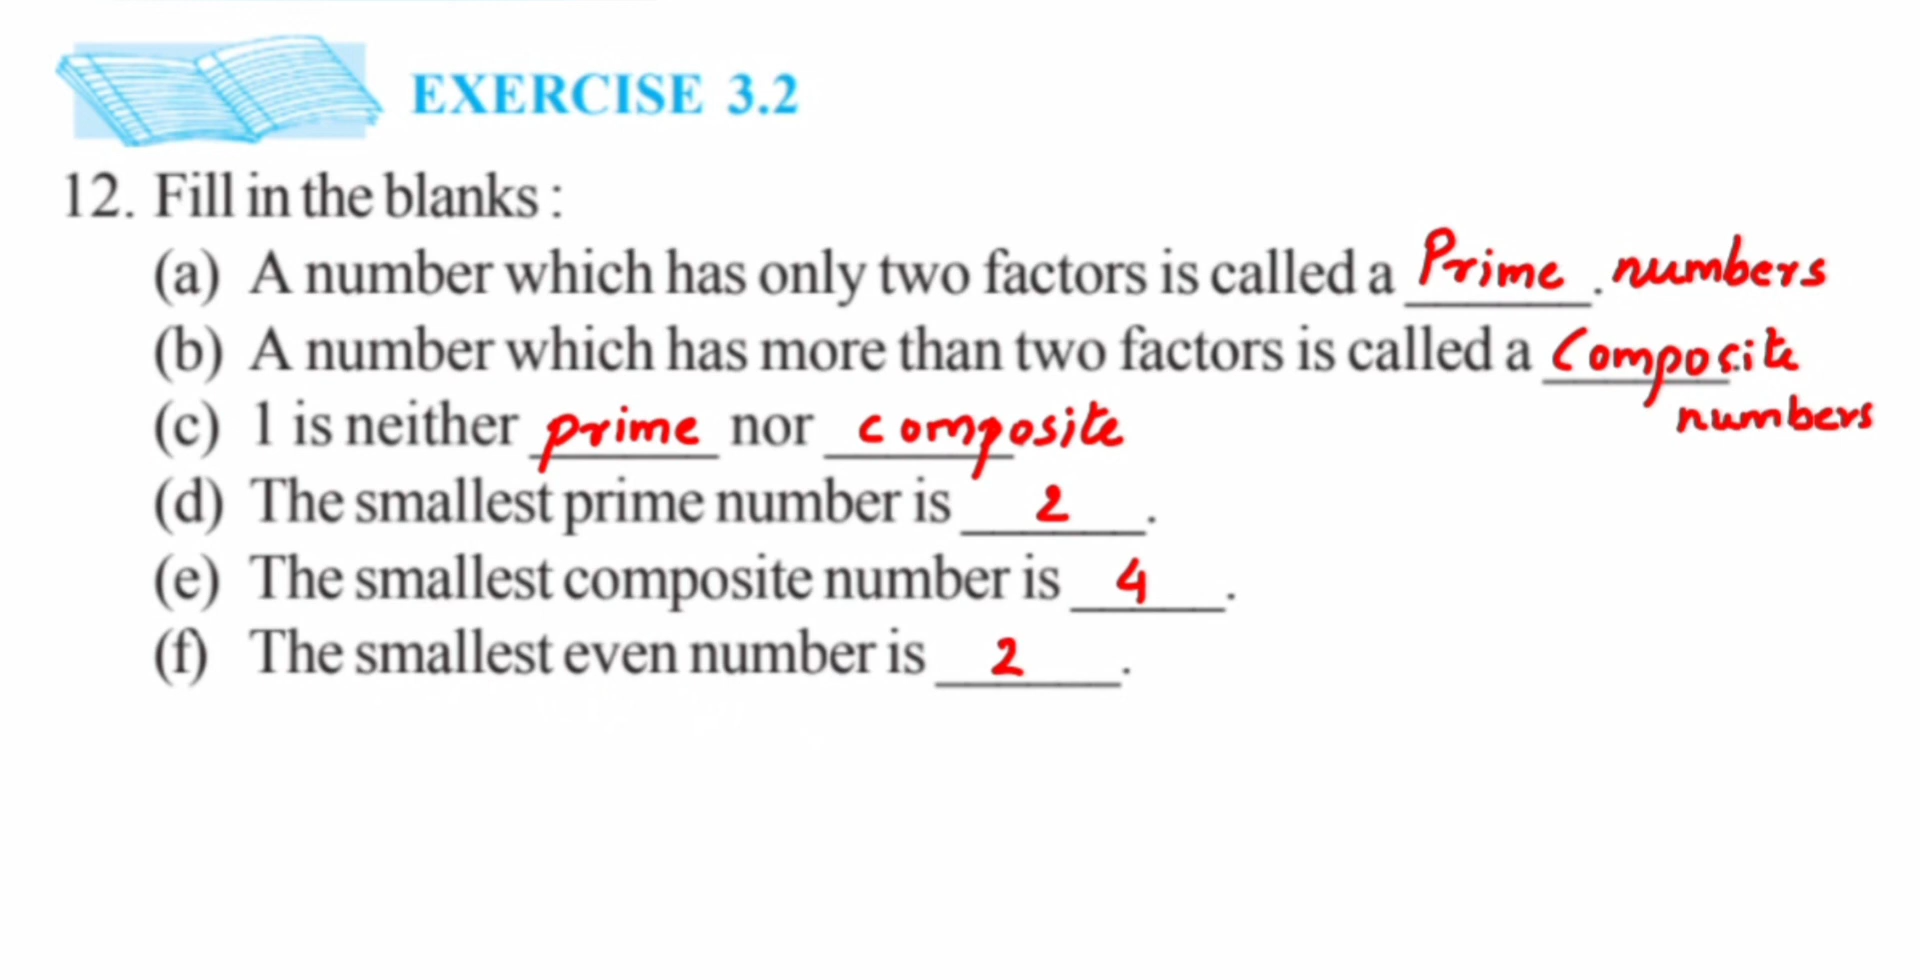 EXERCISE 3.2
12. Fill in the blanks :
(a) A number which has only two factors is called a Prime. numbers
(b) A number which has more than two factors is called a Composite
numbers
(c) 1 is neither prime nor composite
(d) The smallest prime number is 2.
(e) The smallest composite number is 4.
(f) The smallest even number is 2.